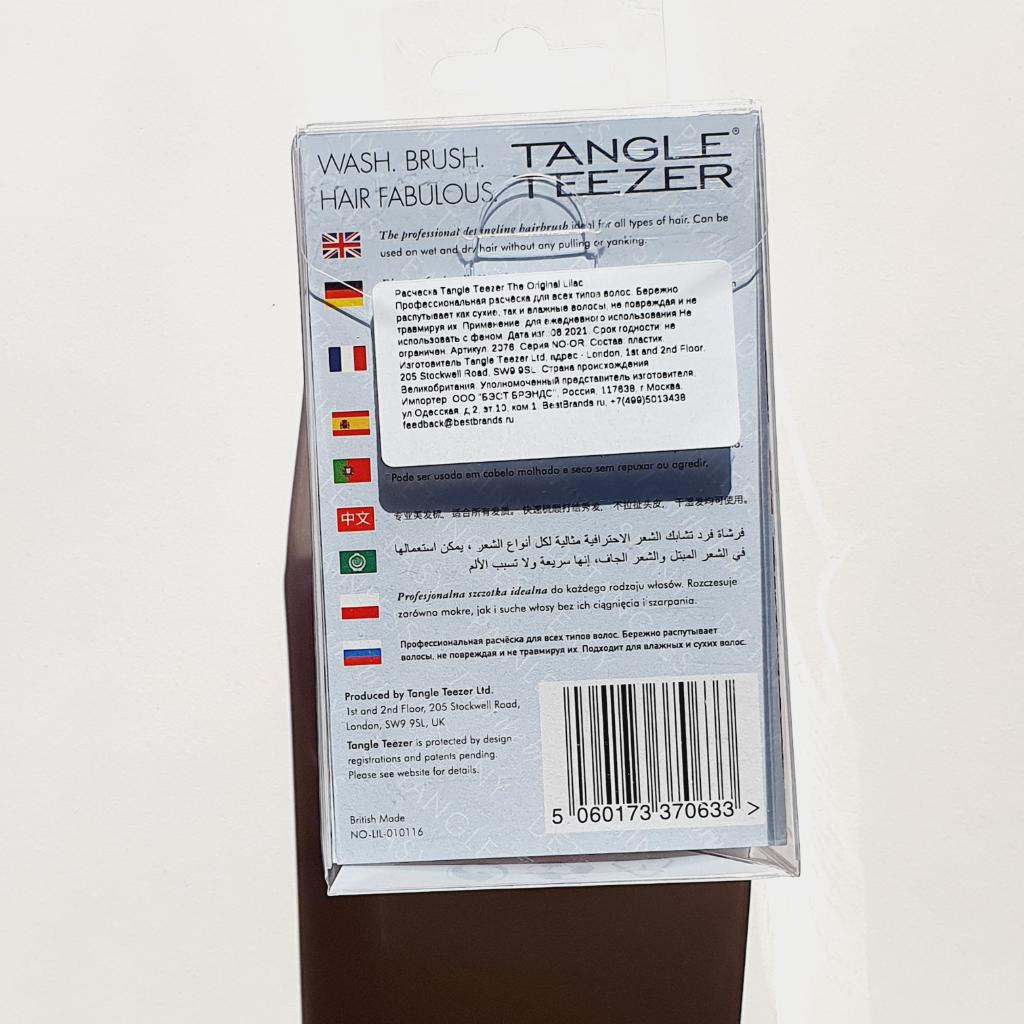 WASH. BRUSH.
HAIR FABULOUS.
TANGLE®
TEEZER
The professional detangling hairbrush ideal for all types of hair. Can be
used on wet and dry hair without any pulling or yanking.
Расческа Tangle Teezer The Original Lilac
Профессиональная расчёска для всех типов волос. Бережно
распутывает как сухие, так и влажные волосы, не повреждая и не
травмируя их. Применение: для ежедневного использования.Не
использовать с феном. Дата изг. 06.2021. Срок годности: не
ограничен. Артикул: 2076. Серия NO-OR. Состав: пластик.
Изготовитель Tangle Teezer Ltd, адрес - London, 1st and 2nd Floor,
205 Stockwell Road, SW9 9SL. Страна происхождения
Великобритания. Уполномоченный представитель изготовителя,
Импортер: ООО "БЭСТ БРЭНДС", Россия, 117638, г Москва,
ул.Одесская, д.2, эт.10, ком.1. BestBrands.ru, +7(499)5013438
feedback@bestbrands.ru
Pode ser usada em cabelo molhado e seco sem repuxar ou agredir.
中文
专业美发梳，适合所有发质。 快速梳顺打结秀发， 不拉扯头皮， 干湿发均可使用。
فرشاة فرد تشابك الشعر الاحترافية مثالية لكل أنواع الشعر ، يمكن استعمالها
في الشعر المبتل والشعر الجاف، إنها سريعة ولا تسبب الألم
Profesjonalna szczotka idealna do każdego rodzaju włosów. Rozczesuje
zarówno mokre, jak i suche włosy bez ich ciągnięcia i szarpania.
Профессиональная расчёска для всех типов волос. Бережно распутывает
волосы, не повреждая и не травмируя их. Подходит для влажных и сухих волос.
Produced by Tangle Teezer Ltd.
1st and 2nd Floor, 205 Stockwell Road,
London, SW9 9SL, UK
Tangle Teezer is protected by design
registrations and patents pending.
Please see website for details.
British Made
NO-LIL-010116
5 060173 370633 >